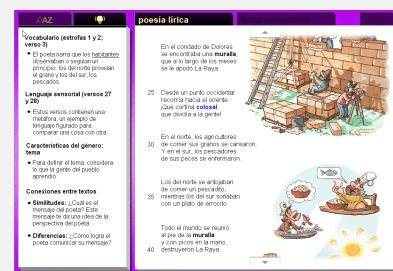 AZ
poesía lírica
Vocabulario (estrofas 1 y 2;
verso 3)
• El poeta narra que los habitantes
observaban o seguían un
principio: los del norte proveían
el grano y los del sur, los
pescados.
Lenguaje sensorial (versos 27
y 28)
• Estos versos contienen una
metáfora, un ejemplo de
lenguaje figurado para
comparar una cosa con otra.
Características del género:
tema
• Para definir el tema, considera
lo que la gente del pueblo
aprendió.
Conexiones entre textos
• Similitudes: ¿Cuál es el
mensaje del poeta? Este
mensaje te da una idea de la
perspectiva del poeta.
• Diferencias: ¿Cómo logra el
poeta comunicar su mensaje?
En el condado de Dolores
se encontraba una muralla,
que a lo largo de los meses
se le apodó La Raya.
25 Desde un punto occidental
recorría hacia el oriente.
¡Qué cortina colosal
que dividía a la gente!
En el norte, los agricultores
30 de comer sus granos se cansaron.
Y en el sur, los pescadores
de sus peces se enfermaron.
Los del norte se antojaban
de comer un pescadito,
35 mientras los del sur soñaban
con un plato de arrocito.
Todo el mundo se reunió
al pie de la muralla
y con picos en la mano,
40 destruyeron La Raya.